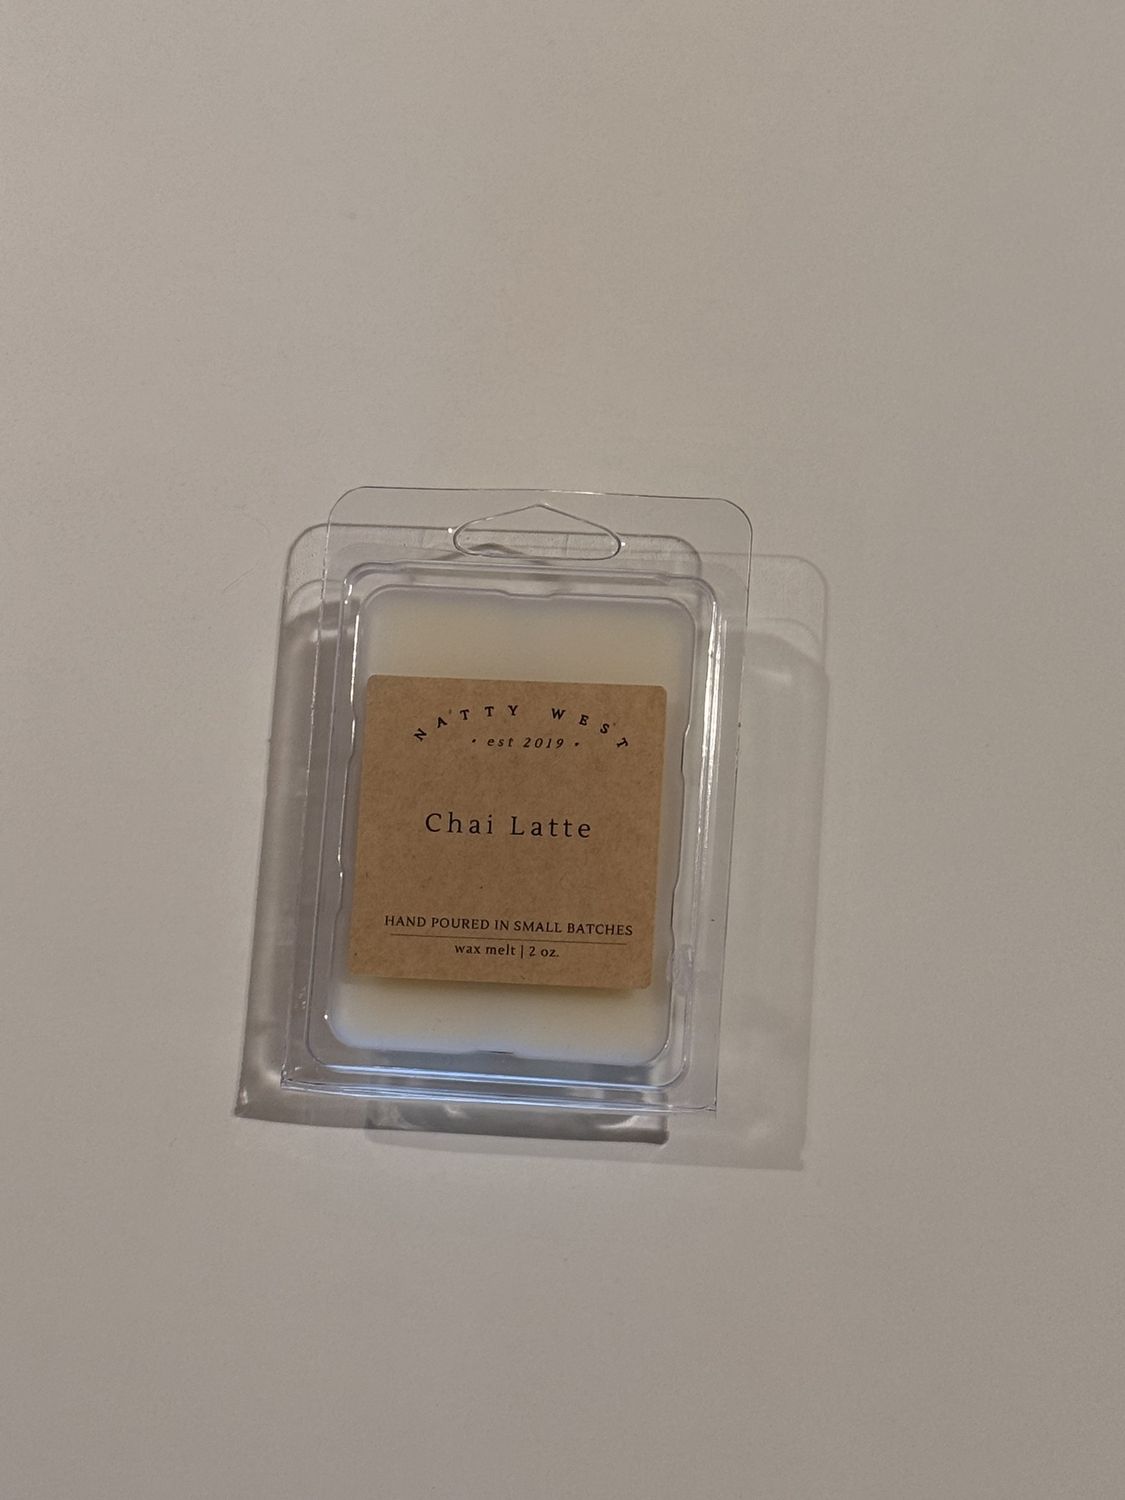 NATTY WEST
• est 2019 •
Chai Latte
HAND POURED IN SMALL BATCHES
wax melt | 2 oz.